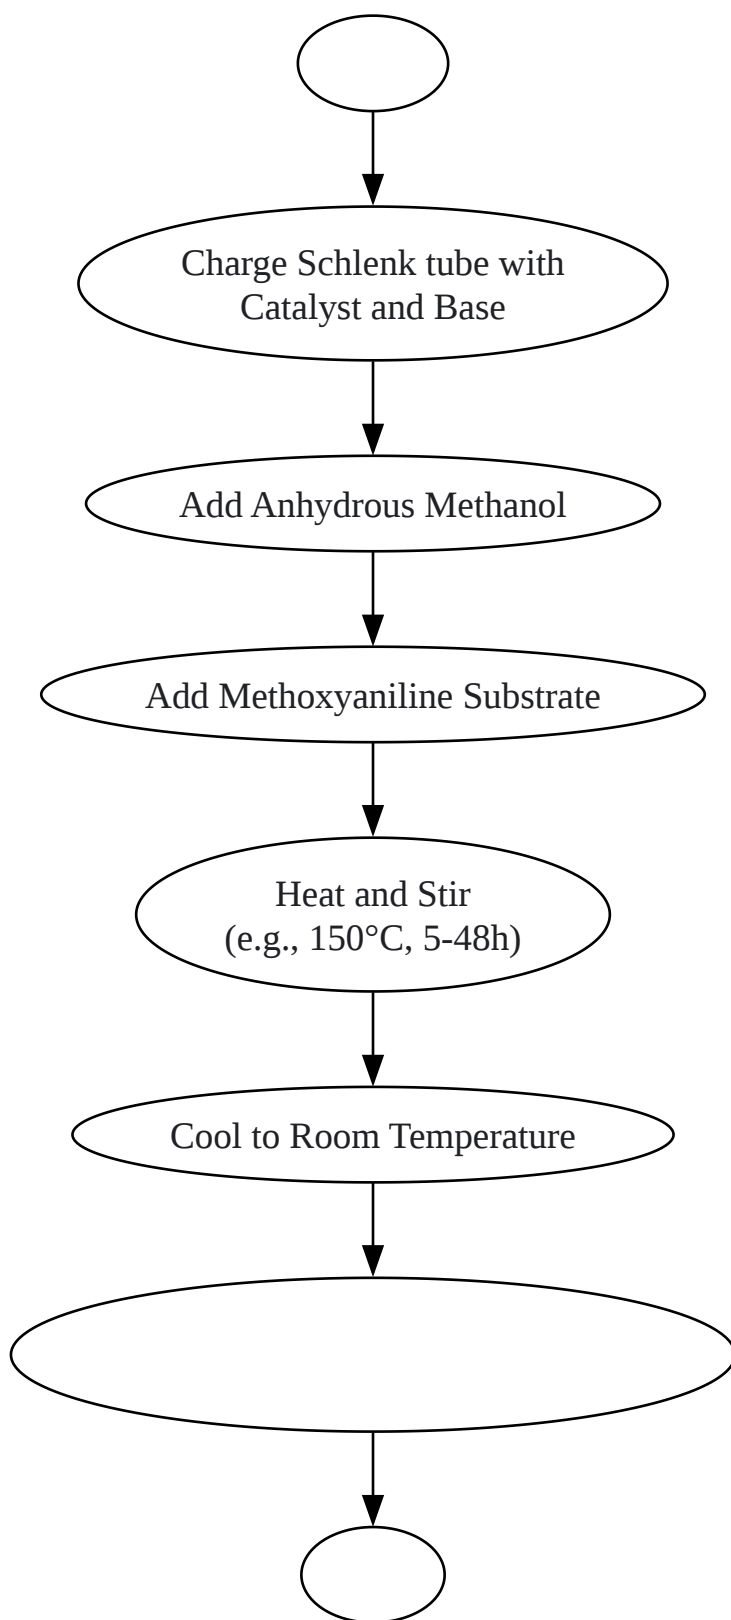 Charge Schlenk tube with
Catalyst and Base
Add Anhydrous Methanol
Add Methoxyaniline Substrate
Heat and Stir
(e.g., 150°C, 5-48h)
Cool to Room Temperature